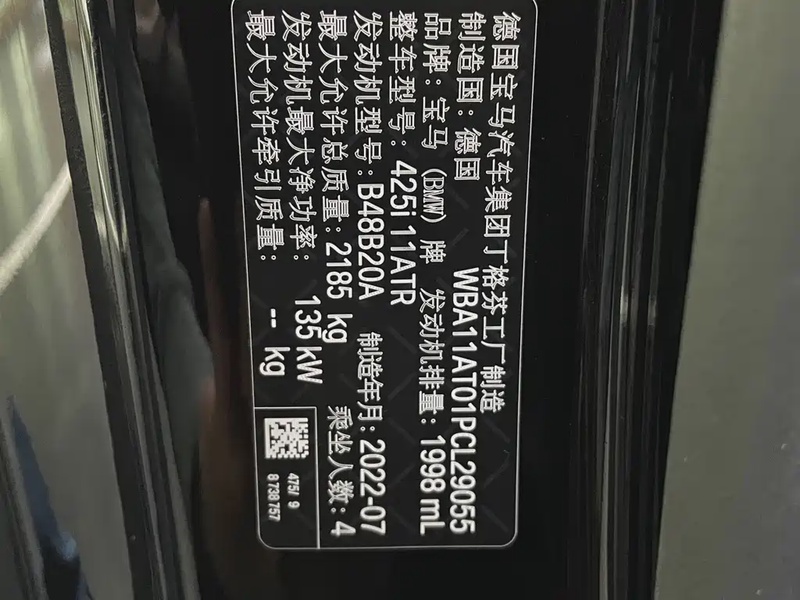 德国宝马汽车集团丁格芬工厂制造
制造国：德国 WBA11AT01PCL29055
品牌：宝马 (BMW) 牌 发动机排量：1998 mL
整车型号：425i 11ATR
发动机型号：B48B20A 制造年月：2022-07
最大允许总质量：2185 kg 乘坐人数：4
发动机最大净功率：135 kW
最大允许牵引质量：-- kg
475/ 9
8 738 757